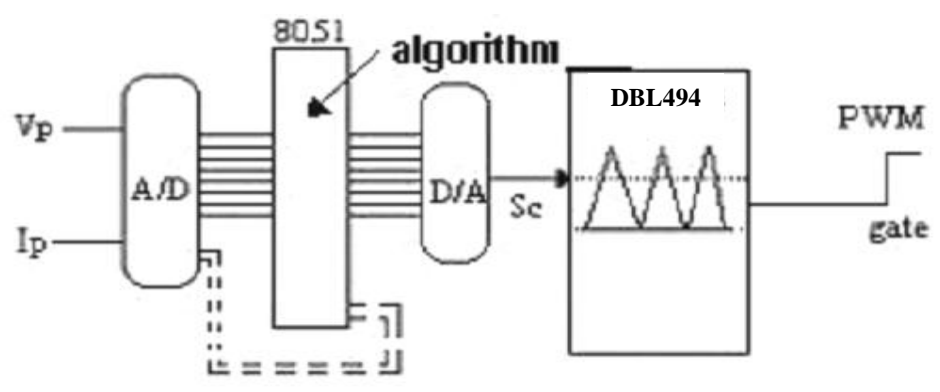 8051
algorithm
DBL494
Vp
PWM
A/D
D/A
Sc
Ip
gate